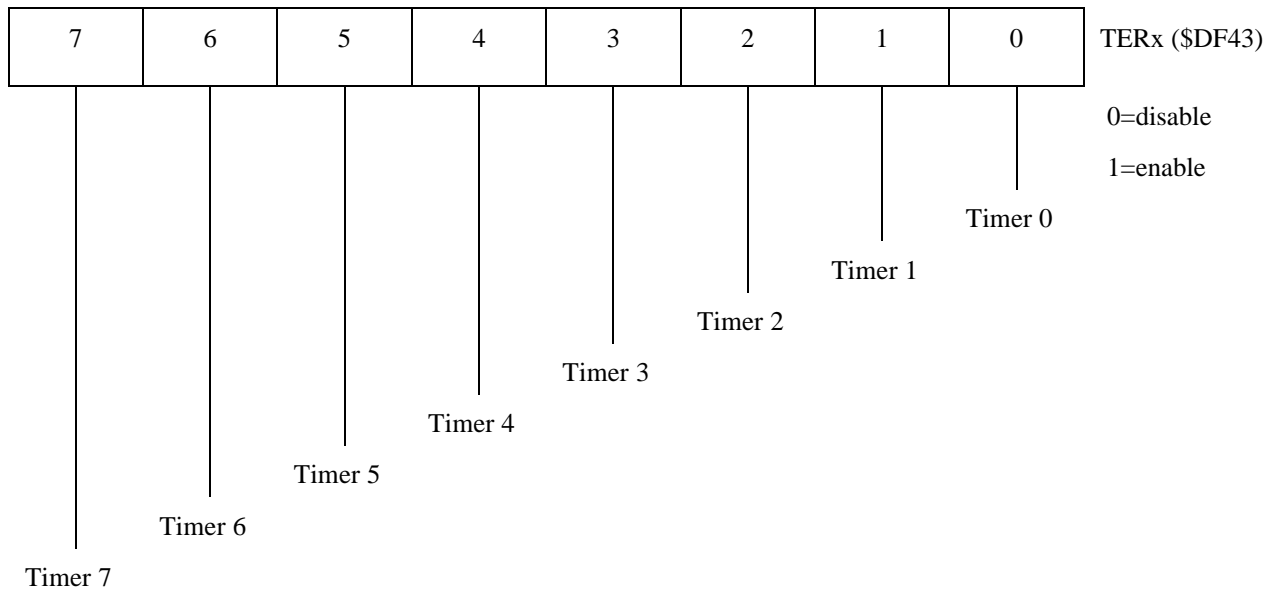 7 6 5 4 3 2 1 0 TERx ($DF43)
0=disable
1=enable
Timer 0
Timer 1
Timer 2
Timer 3
Timer 4
Timer 5
Timer 6
Timer 7